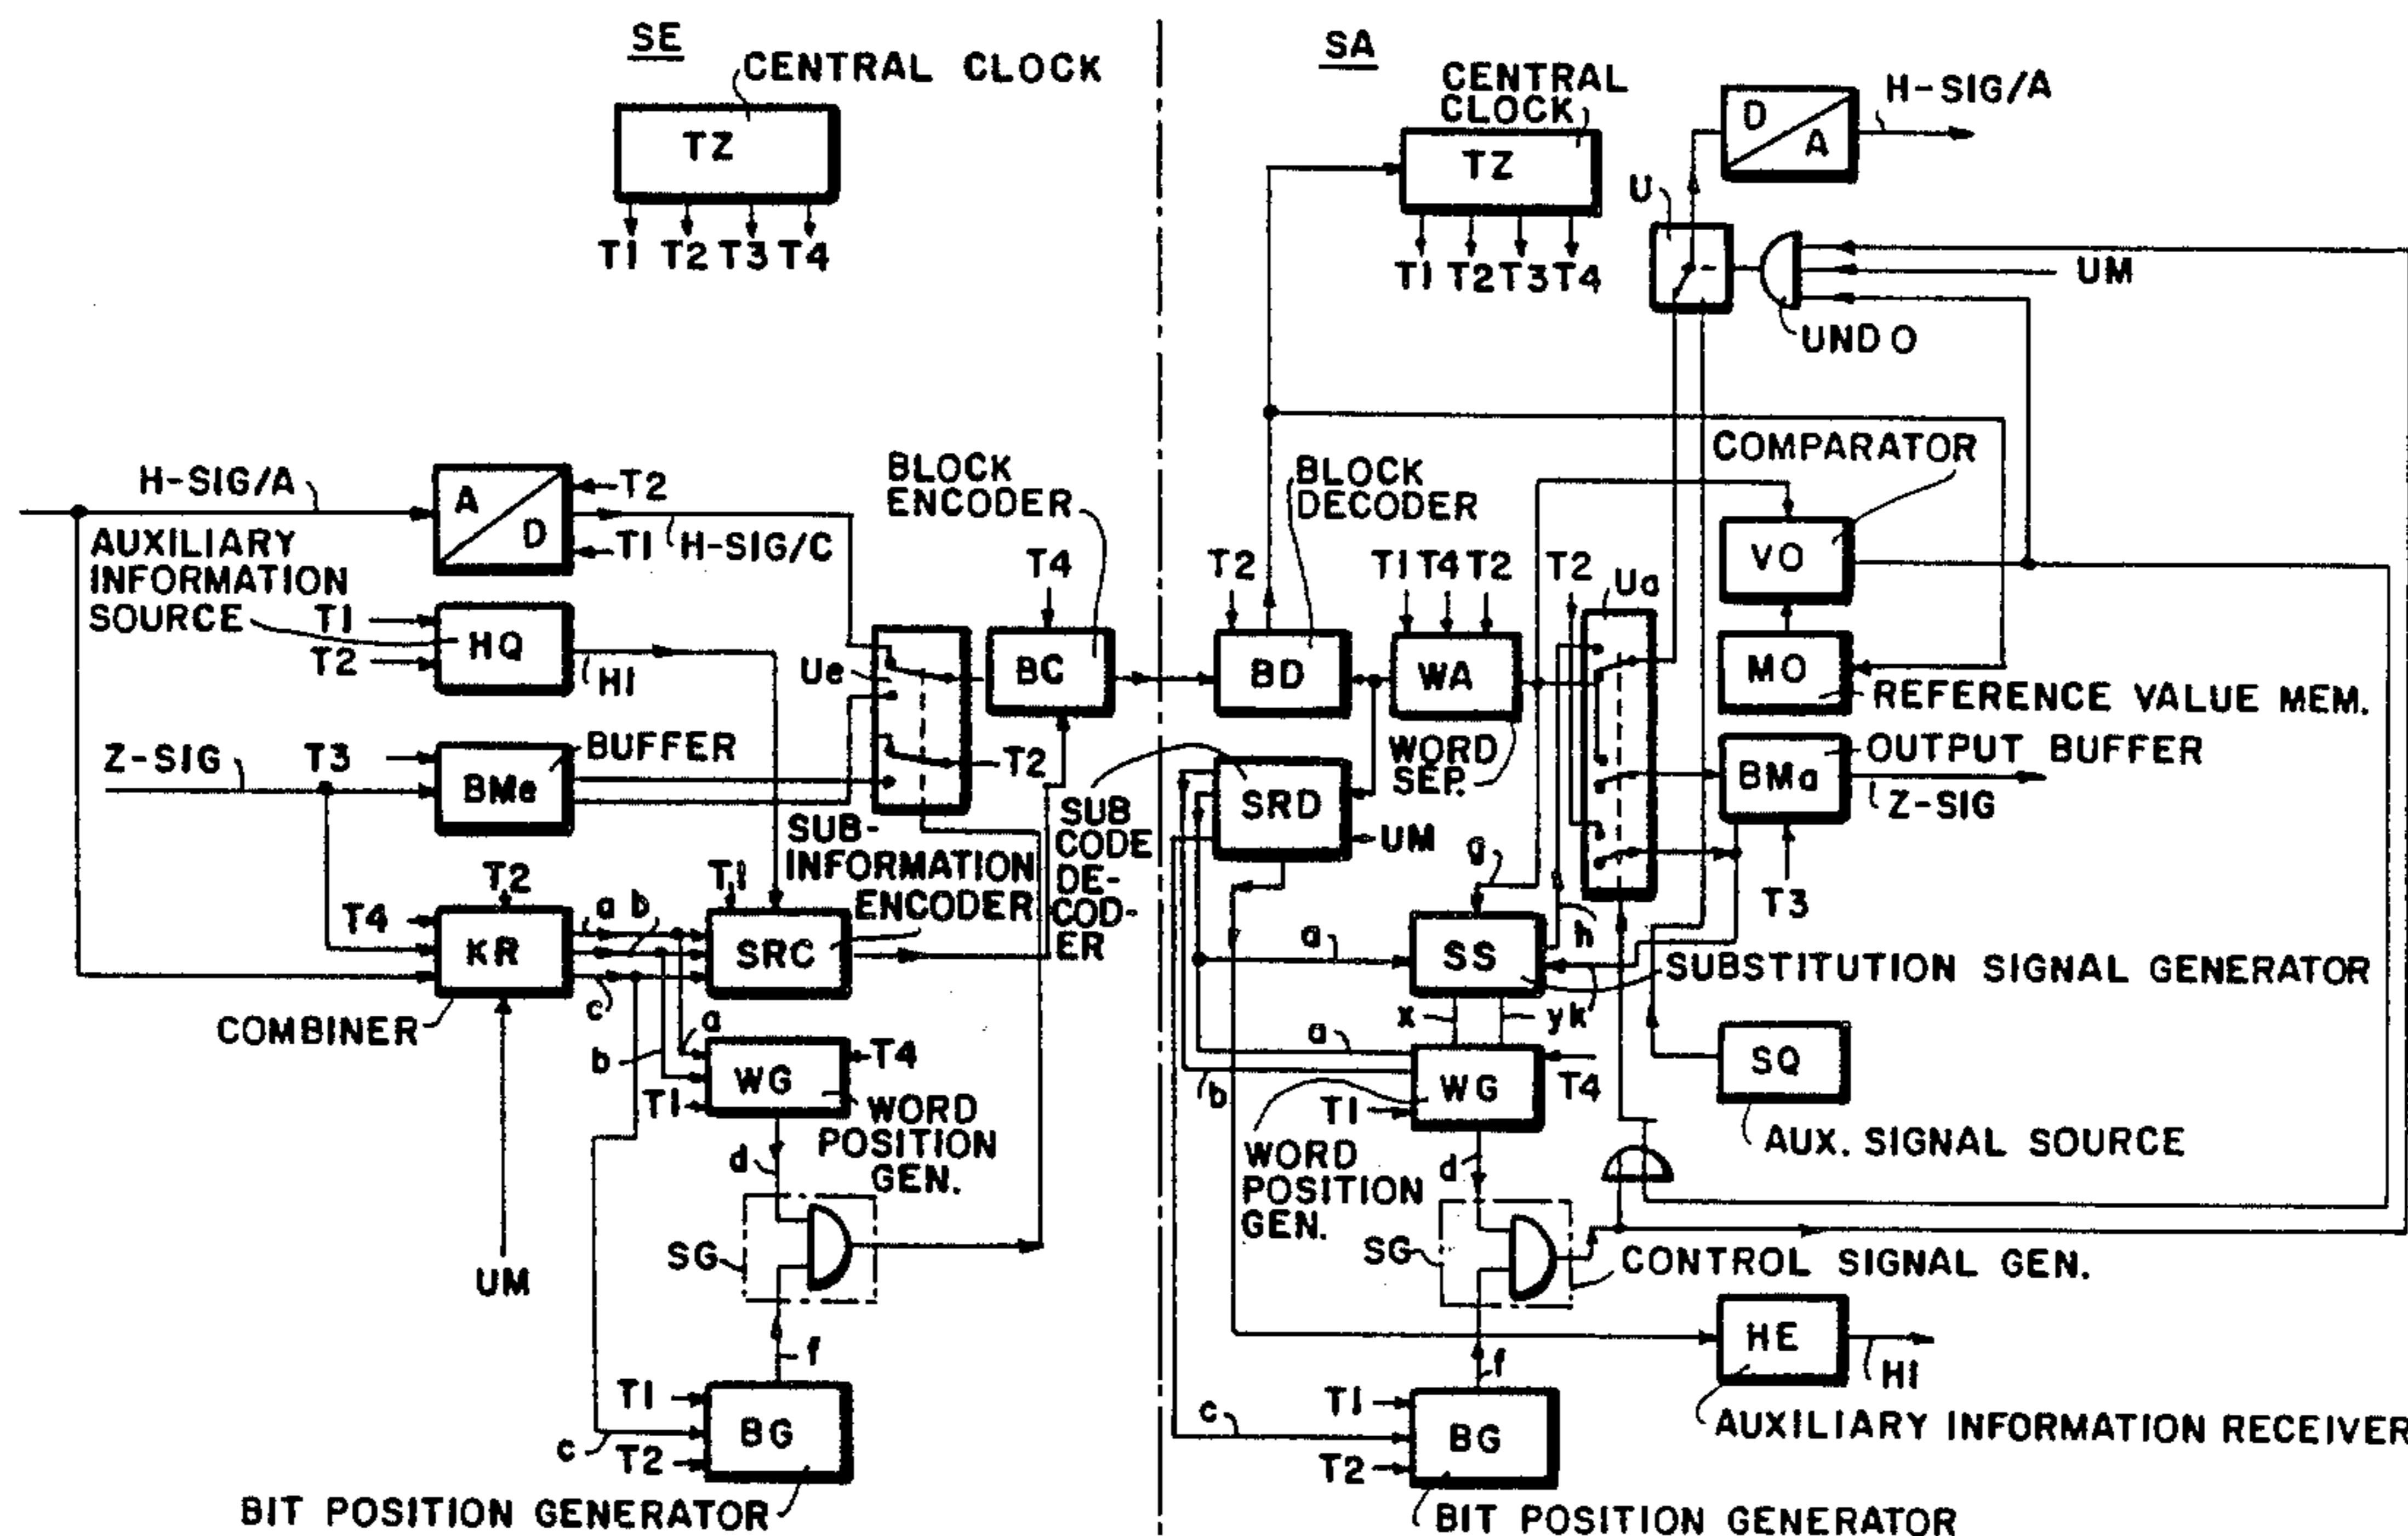 SE
CENTRAL CLOCK
TZ
T1 T2 T3 T4
H-SIG/A
A
D
T2
T1
H-SIG/C
AUXILIARY
INFORMATION
SOURCE
T1
T2
HQ
HI
Z-SIG
T3
BMe
BUFFER
Ue
T2
BLOCK
ENCODER
T4
BC
T2
T4
KR
COMBINER
UM
a b
c
SUB-
INFORMATION
ENCODER
T1
SRC
a
b
T1
WG
T4
WORD
POSITION
GEN.
d
SG
f
T1
c
T2
BG
BIT POSITION GENERATOR
SA
CENTRAL
CLOCK
TZ
T1 T2 T3 T4
D
A
H-SIG/A
U
UM
UND O
BLOCK
DECODER
T2
BD
T1 T4 T2
WA
WORD
SEP.
T2
Ua
COMPARATOR
VO
MO
REFERENCE VALUE MEM.
OUTPUT BUFFER
BMa
Z-SIG
T3
SUB
CODE
DE-
COD-
ER
SRD
UM
g
a
SS
h
SUBSTITUTION SIGNAL GENERATOR
x
yk
a
b
WG
T4
T1
WORD
POSITION
GEN.
SQ
AUX. SIGNAL SOURCE
d
SG
CONTROL SIGNAL GEN.
f
HE
HI
AUXILIARY INFORMATION RECEIVER
T1
c
T2
BG
BIT POSITION GENERATOR